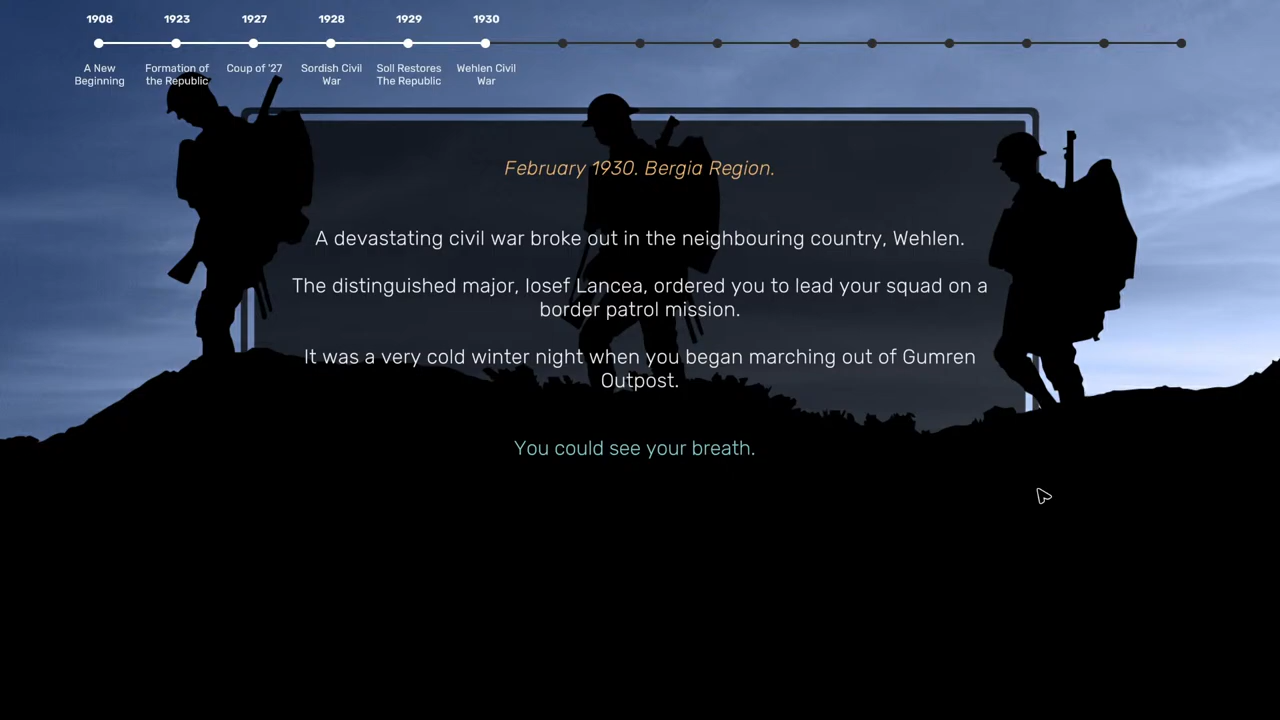 1908 1923 1927 1928 1929 1930
A New Formation of Coup of '27 Sordish Civil Soll Restores Wehlen Civil
Beginning the Republic War The Republic War
February 1930. Bergia Region.
A devastating civil war broke out in the neighbouring country, Wehlen.
The distinguished major, Iosef Lancea, ordered you to lead your squad on a
border patrol mission.
It was a very cold winter night when you began marching out of Gumren
Outpost.
You could see your breath.